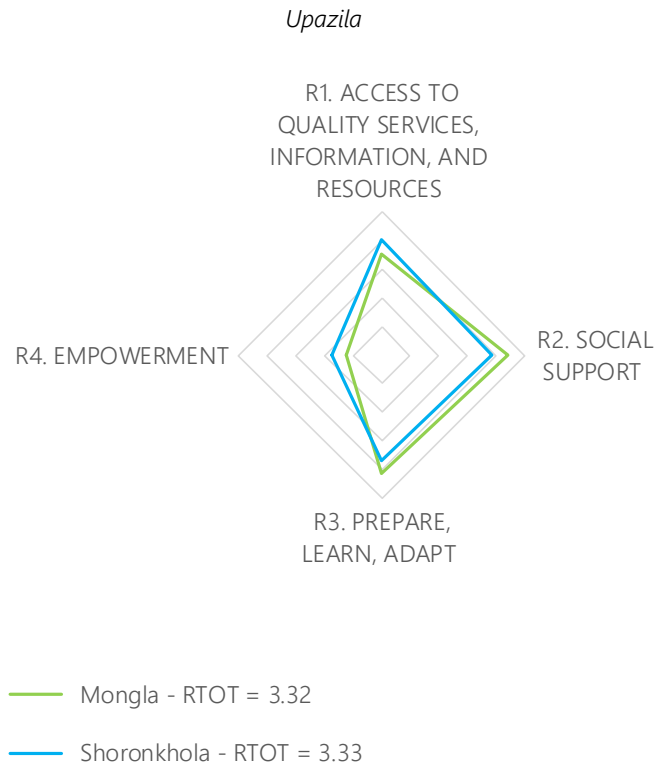 Upazila
R1. ACCESS TO
QUALITY SERVICES,
INFORMATION, AND
RESOURCES
R4. EMPOWERMENT
R2. SOCIAL
SUPPORT
R3. PREPARE,
LEARN, ADAPT
Mongla - RTOT = 3.32
Shoronkhola - RTOT = 3.33